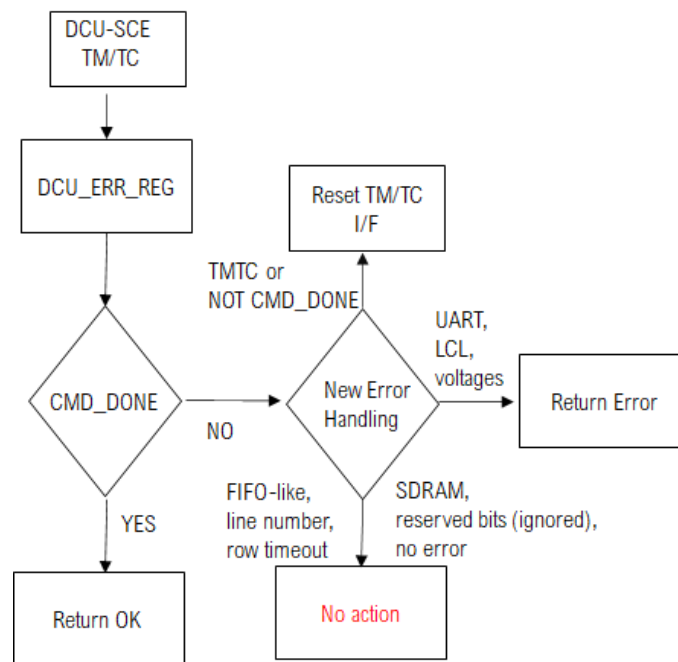 DCU-SCE
TM/TC
DCU_ERR_REG
Reset TM/TC
I/F
TMTC or
NOT CMD_DONE
UART,
LCL,
voltages
CMD_DONE
NO
New Error
Handling
Return Error
FIFO-like,
line number,
row timeout
SDRAM,
reserved bits (ignored),
no error
YES
Return OK
No action